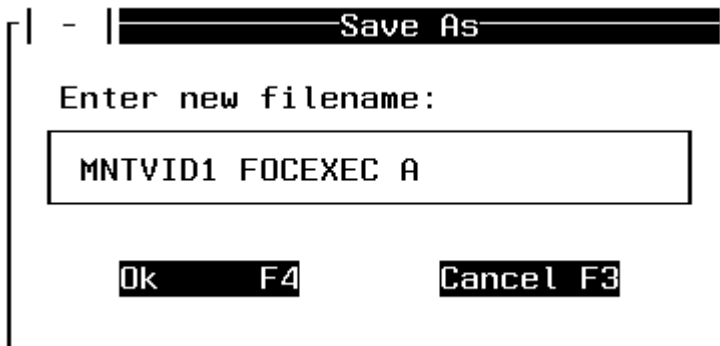 - Save As
Enter new filename:
MNTVID1 FOCEXEC A
Ok F4 Cancel F3